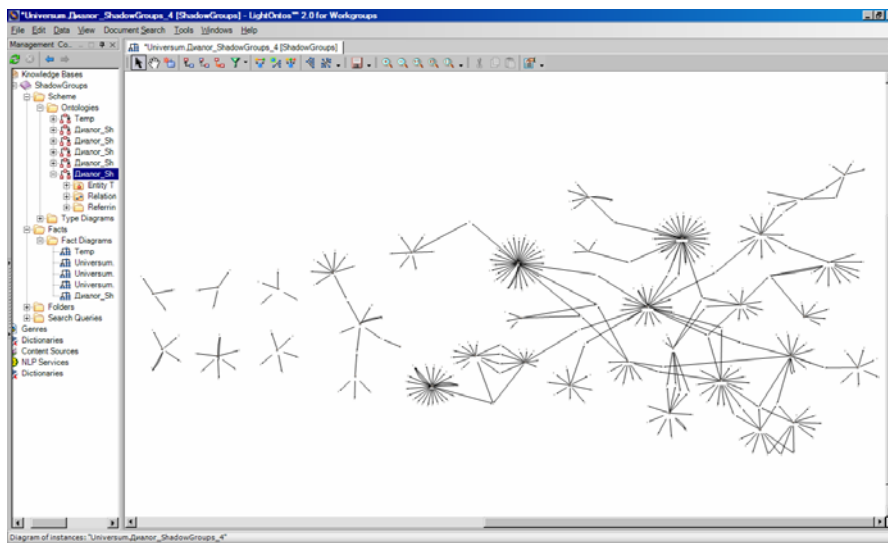 "Universum.Диалог_ShadowGroups_4 [ShadowGroups] - LightOntos™ 2.0 for Workgroups
File Edit Data View Document Search Tools Windows Help
Management Co..
"Universum.Диалог_ShadowGroups_4 [ShadowGroups]
Knowledge Bases
ShadowGroups
Scheme
Ontologies
Temp
Диалог_Sh
Диалог_Sh
Диалог_Sh
Диалог_Sh
Диалог_Sh
Entity T
Relation
Referrin
Type Diagrams
Facts
Fact Diagrams
Temp
Universum.
Universum.
Universum.
Диалог_Sh
Folders
Search Queries
Genres
Dictionaries
Content Sources
NLP Services
Dictionaries
Diagram of instances: "Universum.Диалог_ShadowGroups_4"